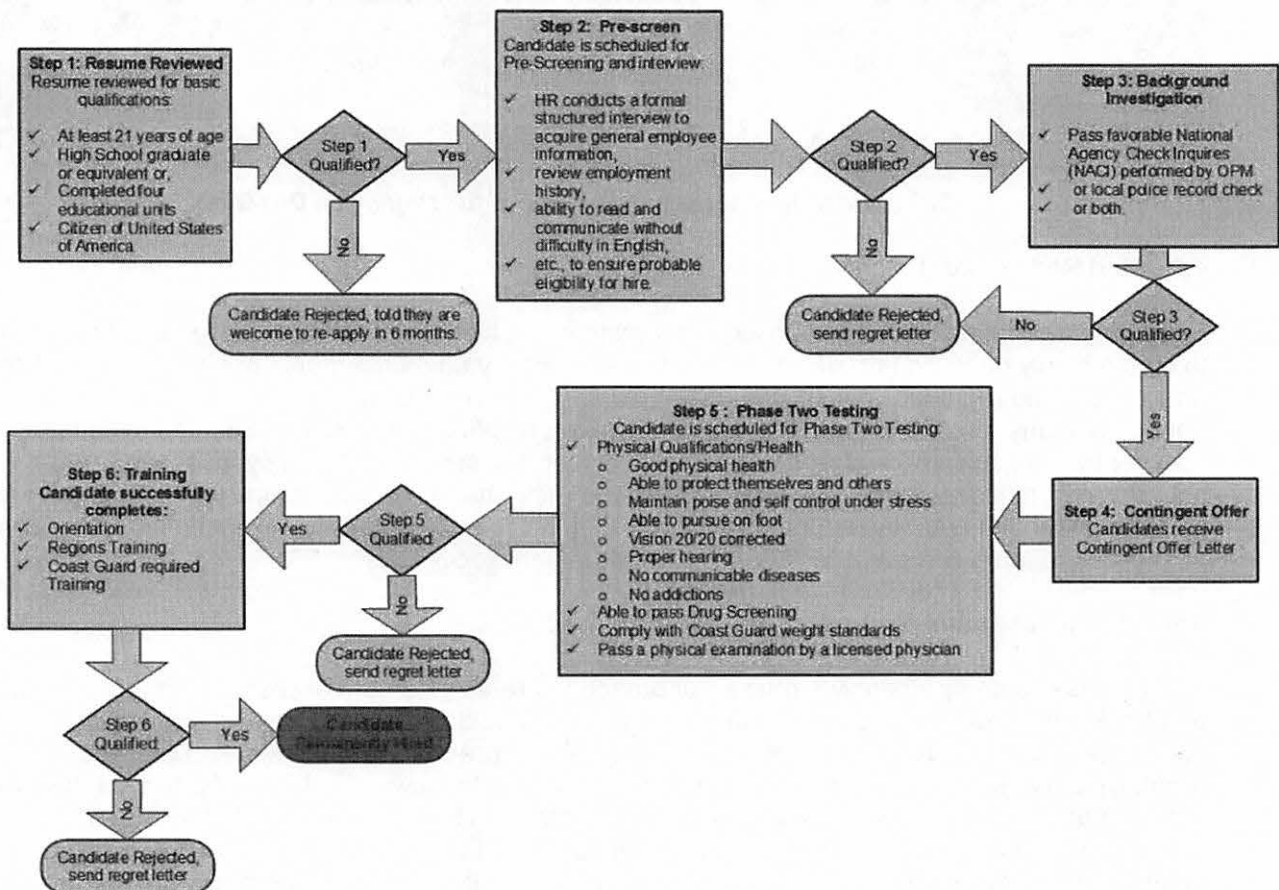 Step 1: Resume Reviewed
Resume reviewed for basic
qualifications:
✓ At least 21 years of age
✓ High School graduate
or equivalent or,
✓ Completed four
educational units
✓ Citizen of United States
of America
Step 1
Qualified?
Yes
No
Candidate Rejected, told they are
welcome to re-apply in 6 months.
Step 2: Pre-screen
Candidate is scheduled for
Pre-Screening and interview:
✓ HR conducts a formal
structured interview to
acquire general employee
information,
✓ review employment
history,
✓ ability to read and
communicate without
difficulty in English,
✓ etc., to ensure probable
eligibility for hire.
Step 2
Qualified?
Yes
No
Candidate Rejected,
send regret letter
Step 3: Background
Investigation
✓ Pass favorable National
Agency Check Inquires
(NACI) performed by OPM
✓ or local police record check
✓ or both.
Step 3
Qualified?
No
Yes
Step 4: Contingent Offer
Candidates receive
Contingent Offer Letter
Step 5 : Phase Two Testing
Candidate is scheduled for Phase Two Testing:
✓ Physical Qualifications/Health
o Good physical health
o Able to protect themselves and others
o Maintain poise and self control under stress
o Able to pursue on foot
o Vision 20/20 corrected
o Proper hearing
o No communicable diseases
o No addictions
✓ Able to pass Drug Screening
✓ Comply with Coast Guard weight standards
✓ Pass a physical examination by a licensed physician
Step 5
Qualified
Yes
No
Candidate Rejected,
send regret letter
Step 6: Training
Candidate successfully
completes:
✓ Orientation
✓ Regions Training
✓ Coast Guard required
Training
Step 6
Qualified
Yes
Candidate
Permanently Hired
No
Candidate Rejected,
send regret letter